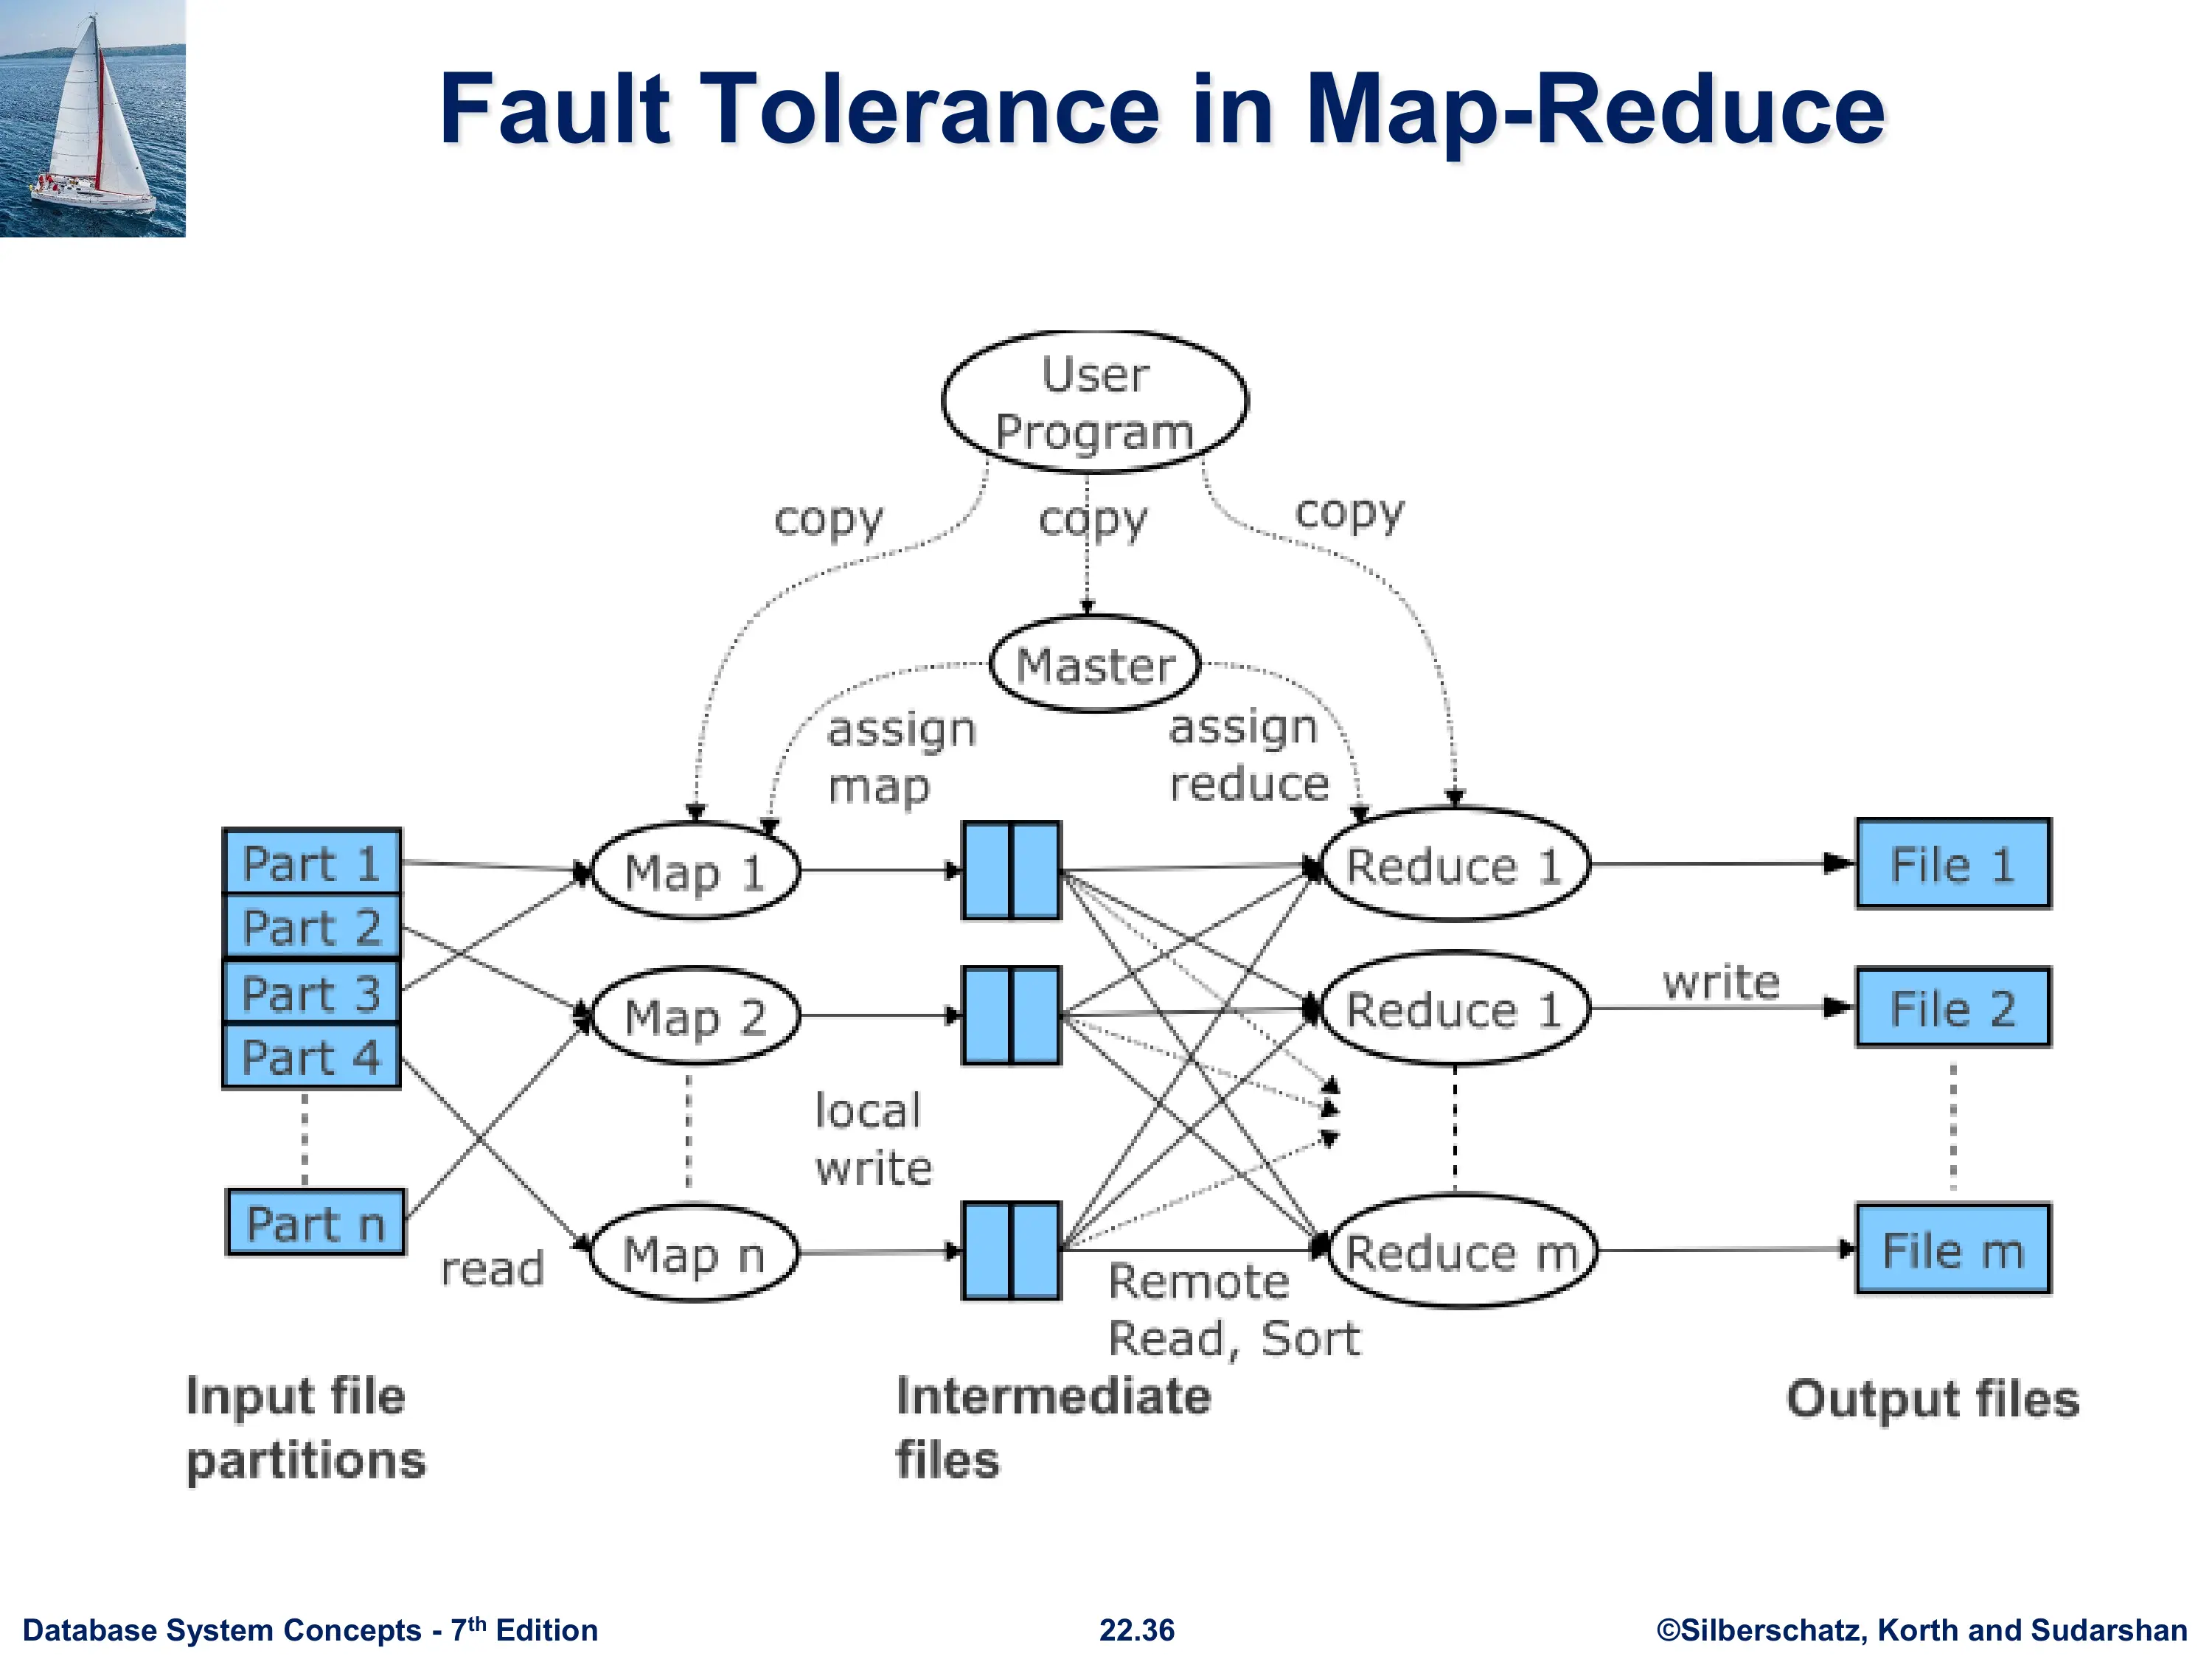 Fault Tolerance in Map-Reduce
User
Program
copy
copy
copy
Master
assign
map
assign
reduce
Part 1
Part 2
Part 3
Part 4
Part n
read
Map 1
Map 2
Map n
local
write
Remote
Read, Sort
Reduce 1
Reduce 1
Reduce m
write
File 1
File 2
File m
Input file
partitions
Intermediate
files
Output files
Database System Concepts - 7th Edition
22.36
©Silberschatz, Korth and Sudarshan